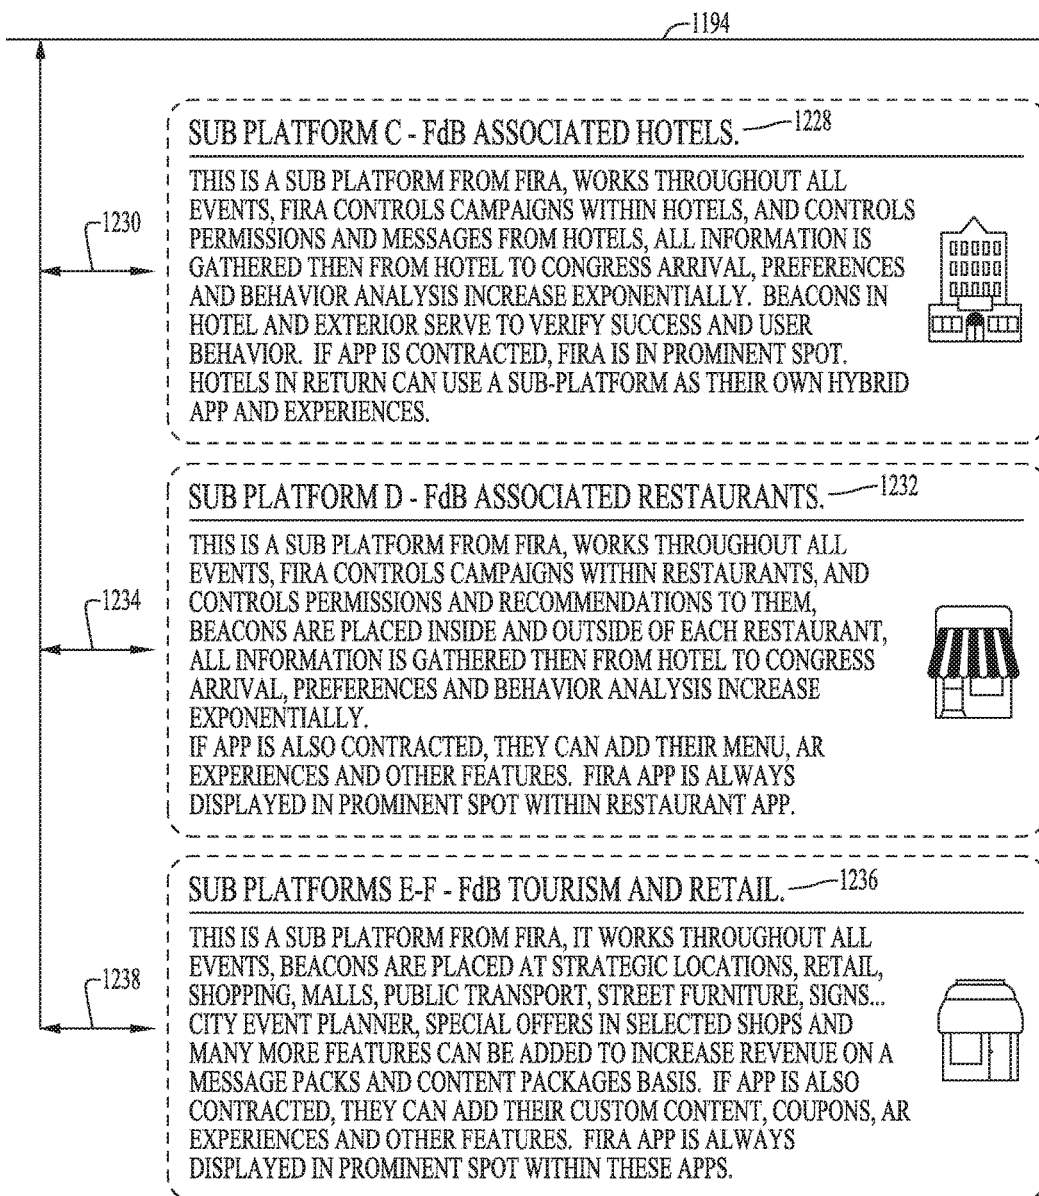 1194
SUB PLATFORM C - FdB ASSOCIATED HOTELS. 1228
THIS IS A SUB PLATFORM FROM FIRA, WORKS THROUGHOUT ALL
EVENTS, FIRA CONTROLS CAMPAIGNS WITHIN HOTELS, AND CONTROLS
1230
PERMISSIONS AND MESSAGES FROM HOTELS, ALL INFORMATION IS
GATHERED THEN FROM HOTEL TO CONGRESS ARRIVAL, PREFERENCES
AND BEHAVIOR ANALYSIS INCREASE EXPONENTIALLY. BEACONS IN
HOTEL AND EXTERIOR SERVE TO VERIFY SUCCESS AND USER
BEHAVIOR. IF APP IS CONTRACTED, FIRA IS IN PROMINENT SPOT.
HOTELS IN RETURN CAN USE A SUB-PLATFORM AS THEIR OWN HYBRID
APP AND EXPERIENCES.
SUB PLATFORM D - FdB ASSOCIATED RESTAURANTS. 1232
THIS IS A SUB PLATFORM FROM FIRA, WORKS THROUGHOUT ALL
EVENTS, FIRA CONTROLS CAMPAIGNS WITHIN RESTAURANTS, AND
1234
CONTROLS PERMISSIONS AND RECOMMENDATIONS TO THEM,
BEACONS ARE PLACED INSIDE AND OUTSIDE OF EACH RESTAURANT,
ALL INFORMATION IS GATHERED THEN FROM HOTEL TO CONGRESS
ARRIVAL, PREFERENCES AND BEHAVIOR ANALYSIS INCREASE
EXPONENTIALLY.
IF APP IS ALSO CONTRACTED, THEY CAN ADD THEIR MENU, AR
EXPERIENCES AND OTHER FEATURES. FIRA APP IS ALWAYS
DISPLAYED IN PROMINENT SPOT WITHIN RESTAURANT APP.
SUB PLATFORMS E-F - FdB TOURISM AND RETAIL. 1236
THIS IS A SUB PLATFORM FROM FIRA, IT WORKS THROUGHOUT ALL
EVENTS, BEACONS ARE PLACED AT STRATEGIC LOCATIONS, RETAIL,
1238
SHOPPING, MALLS, PUBLIC TRANSPORT, STREET FURNITURE, SIGNS...
CITY EVENT PLANNER, SPECIAL OFFERS IN SELECTED SHOPS AND
MANY MORE FEATURES CAN BE ADDED TO INCREASE REVENUE ON A
MESSAGE PACKS AND CONTENT PACKAGES BASIS. IF APP IS ALSO
CONTRACTED, THEY CAN ADD THEIR CUSTOM CONTENT, COUPONS, AR
EXPERIENCES AND OTHER FEATURES. FIRA APP IS ALWAYS
DISPLAYED IN PROMINENT SPOT WITHIN THESE APPS.